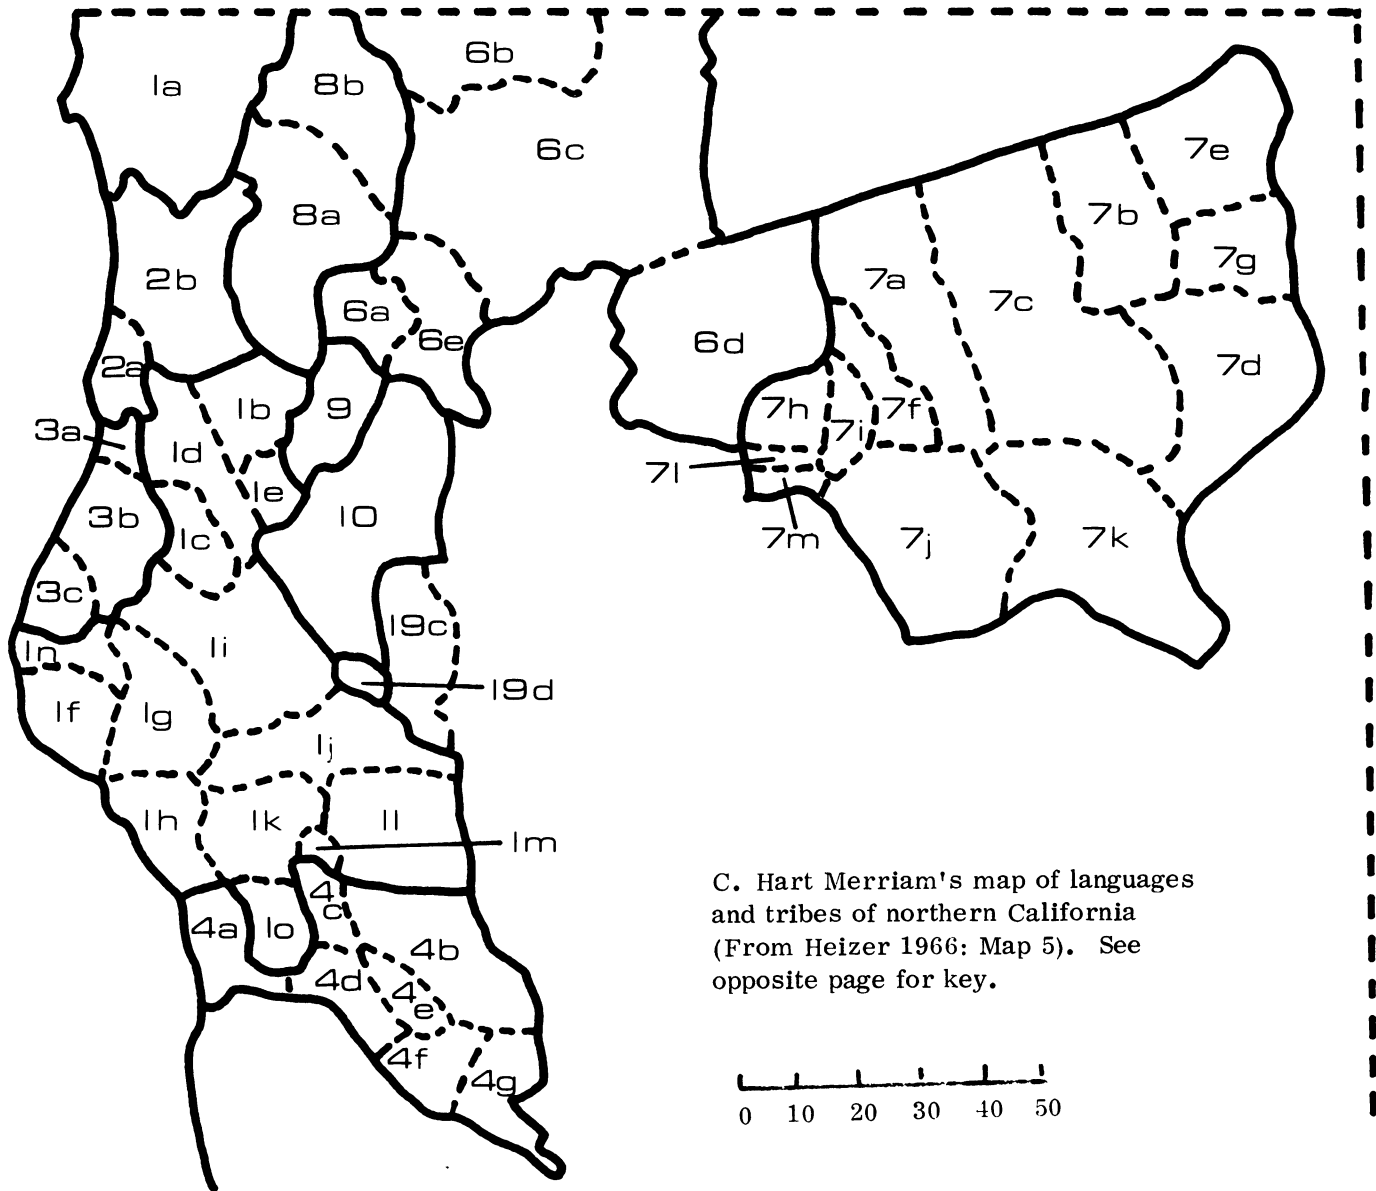 6b
1a
8b
6c
7e
8a
7b
2b
7a
7c
7g
6a
6e
6d
7d
2a
1b
9
7h
7i
7f
3a
1d
7l
1e
10
3b
1c
7m
7j
7k
3c
19c
1n
1i
19d
1f
1g
1j
1h
1k
1l
1m
4c
4a
1o
4b
4d
4e
4f
4g
C. Hart Merriam's map of languages
and tribes of northern California
(From Heizer 1966: Map 5). See
opposite page for key.
0 10 20 30 40 50